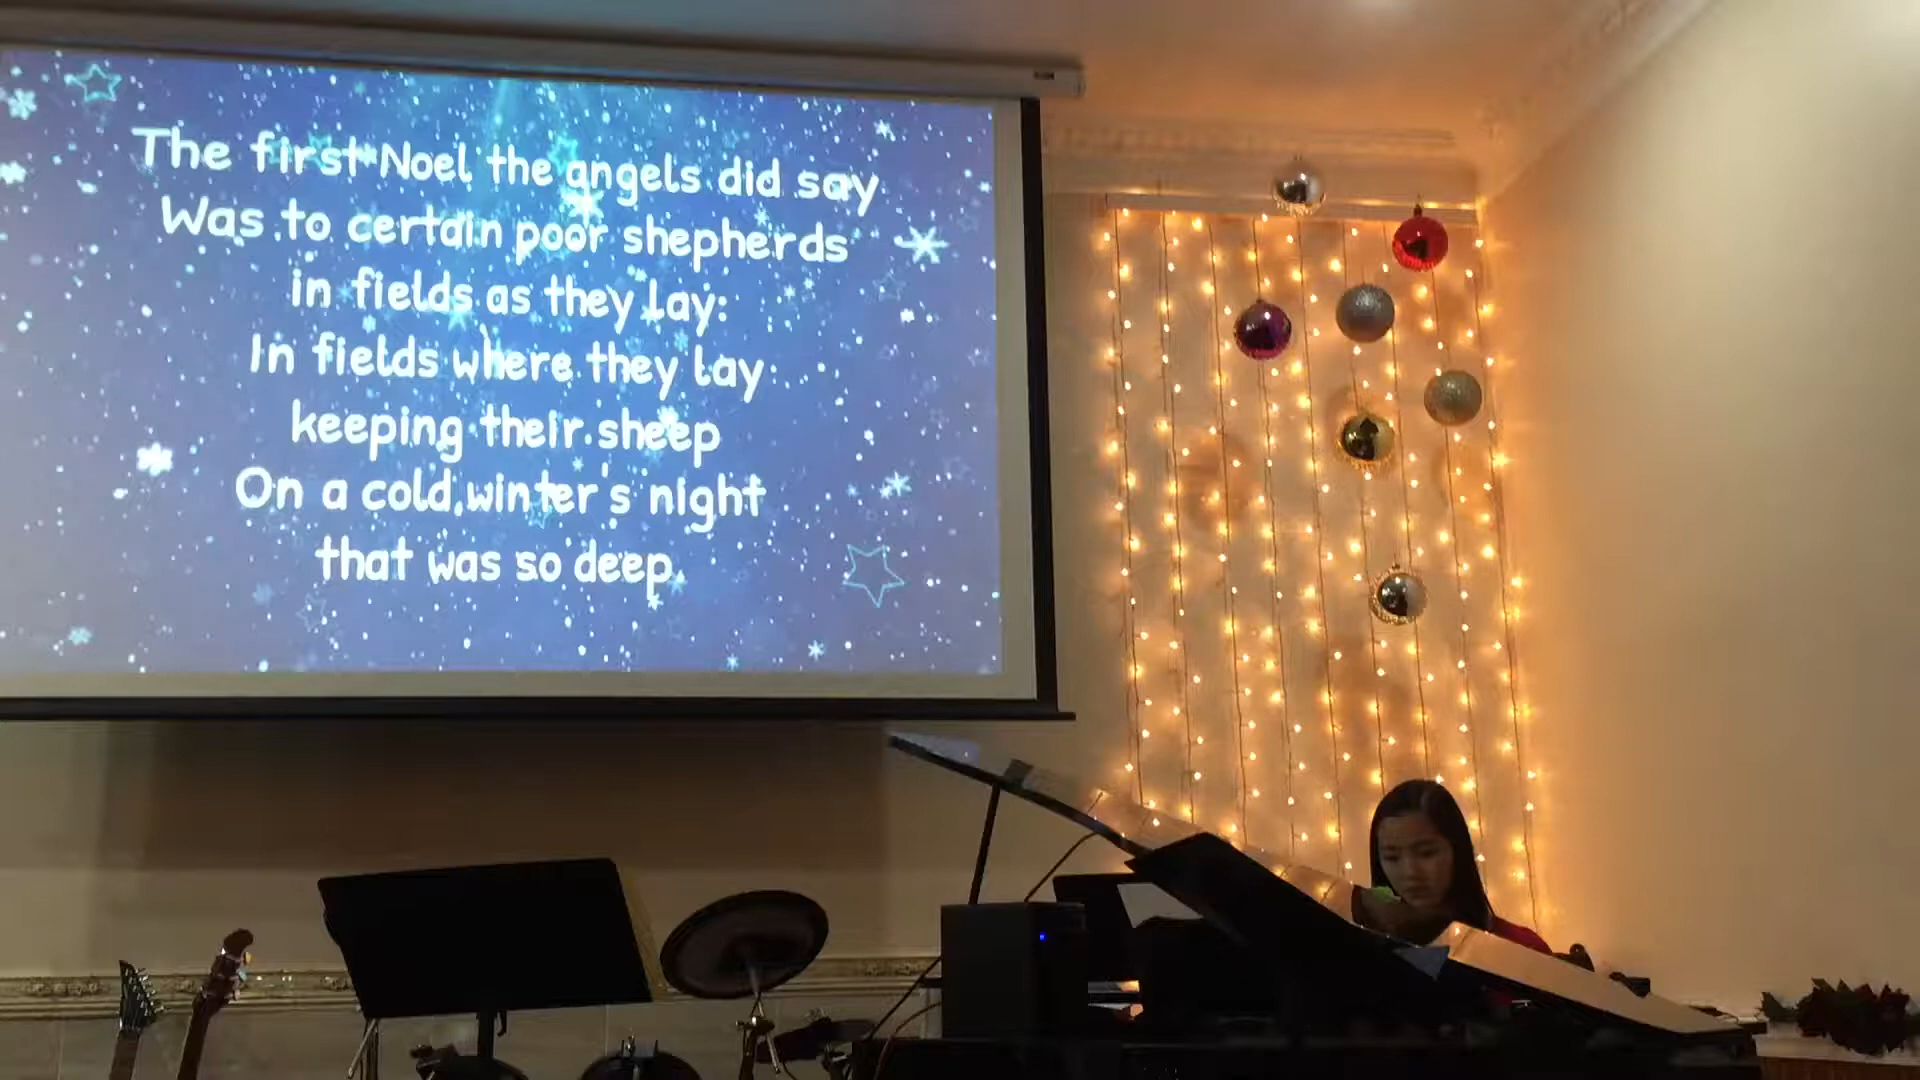 The first Noel the angels did say
Was to certain poor shepherds
in fields as they lay:
In fields where they lay
keeping their sheep
On a cold winter's night
that was so deep.